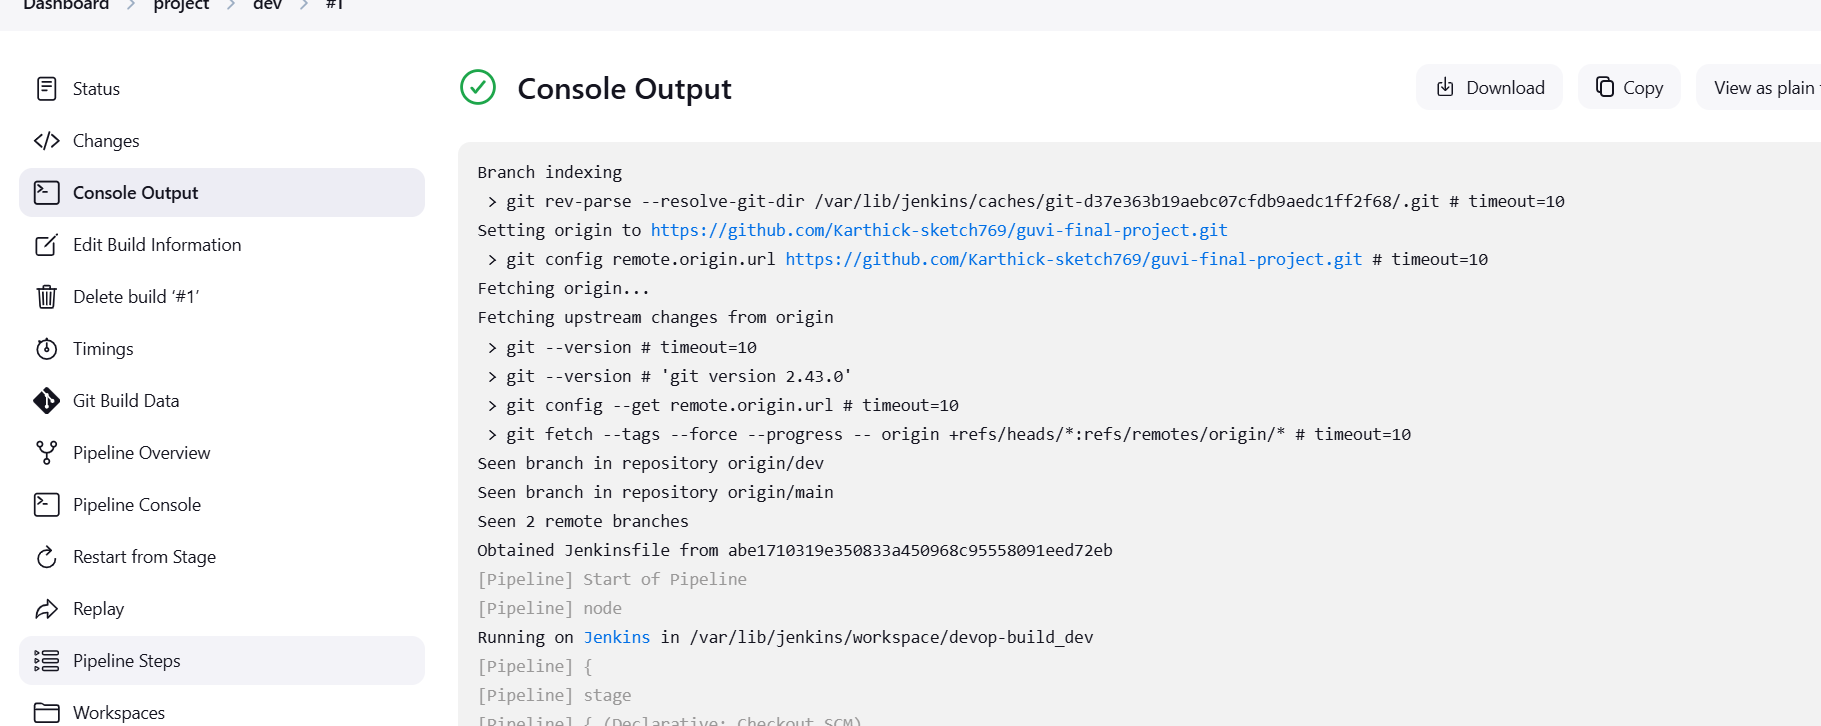 Dashboard > project > dev > #1
Status
Changes
Console Output
Edit Build Information
Delete build ‘#1’
Timings
Git Build Data
Pipeline Overview
Pipeline Console
Restart from Stage
Replay
Pipeline Steps
Workspaces
Console Output
Download
Copy
View as plain
Branch indexing
 > git rev-parse --resolve-git-dir /var/lib/jenkins/caches/git-d37e363b19aebc07cfdb9aedc1ff2f68/.git # timeout=10
Setting origin to https://github.com/Karthick-sketch769/guvi-final-project.git
 > git config remote.origin.url https://github.com/Karthick-sketch769/guvi-final-project.git # timeout=10
Fetching origin...
Fetching upstream changes from origin
 > git --version # timeout=10
 > git --version # 'git version 2.43.0'
 > git config --get remote.origin.url # timeout=10
 > git fetch --tags --force --progress -- origin +refs/heads/*:refs/remotes/origin/* # timeout=10
Seen branch in repository origin/dev
Seen branch in repository origin/main
Seen 2 remote branches
Obtained Jenkinsfile from abe1710319e350833a450968c95558091eed72eb
[Pipeline] Start of Pipeline
[Pipeline] node
Running on Jenkins in /var/lib/jenkins/workspace/devop-build_dev
[Pipeline] {
[Pipeline] stage
[Pipeline] { (Declarative: Checkout SCM)